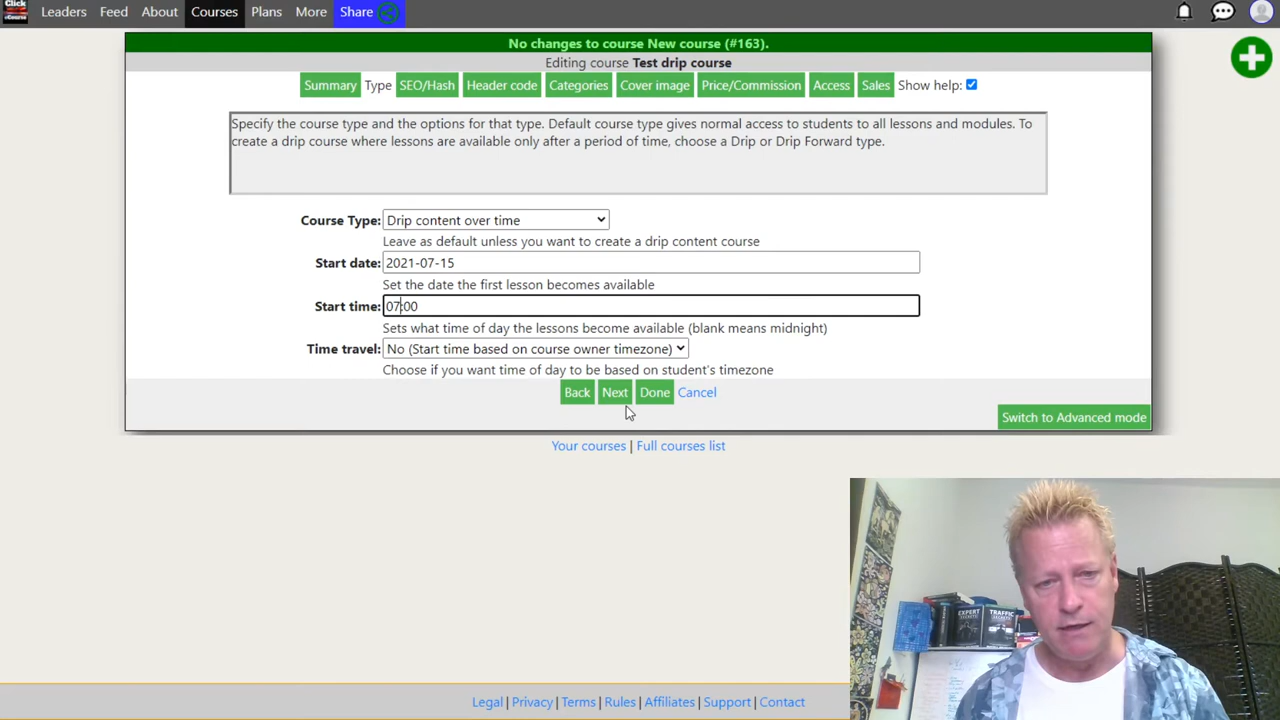 Click
eCourse
Leaders Feed About Courses Plans More Share
No changes to course New course (#163).
Editing course Test drip course
Summary Type SEO/Hash Header code Categories Cover image Price/Commission Access Sales Show help:
Specify the course type and the options for that type. Default course type gives normal access to students to all lessons and modules. To
create a drip course where lessons are available only after a period of time, choose a Drip or Drip Forward type.
Course Type: Drip content over time
Leave as default unless you want to create a drip content course
Start date: 2021-07-15
Set the date the first lesson becomes available
Start time: 07:00
Sets what time of day the lessons become available (blank means midnight)
Time travel: No (Start time based on course owner timezone)
Choose if you want time of day to be based on student's timezone
Back Next Done Cancel
Switch to Advanced mode
Your courses | Full courses list
EXPERT
SECRETS
TRAFFIC
SECRETS
Legal | Privacy | Terms | Rules | Affiliates | Support | Contact